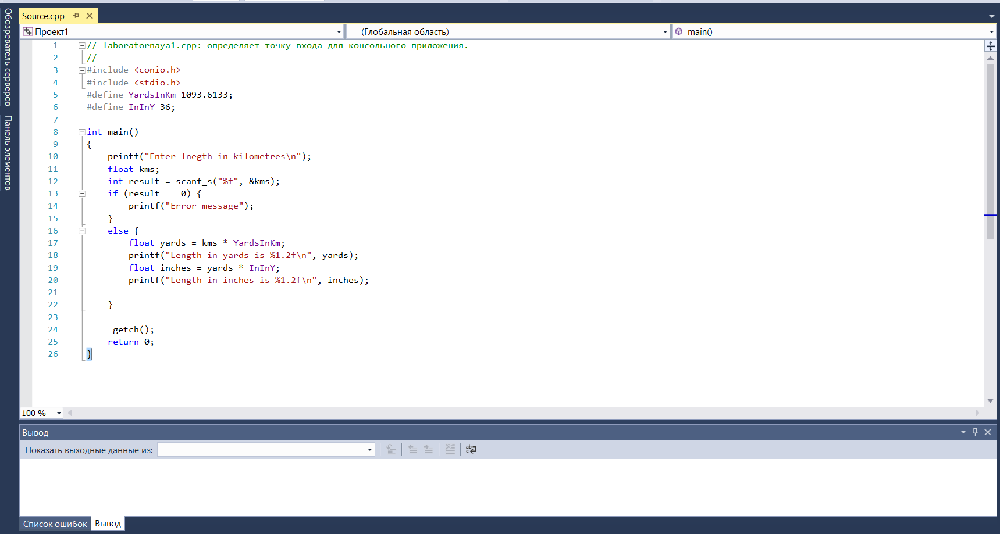 Обозреватель серверов
Панель элементов
Source.cpp
Проект1
(Глобальная область)
main()
1 // laboratornaya1.cpp: определяет точку входа для консольного приложения.
2 //
3 #include <conio.h>
4 #include <stdio.h>
5 #define YardsInKm 1093.6133;
6 #define InInY 36;
7
8 int main()
9 {
10 printf("Enter lnegth in kilometres\n");
11 float kms;
12 int result = scanf_s("%f", &kms);
13 if (result == 0) {
14 printf("Error message");
15 }
16 else {
17 float yards = kms * YardsInKm;
18 printf("Length in yards is %1.2f\n", yards);
19 float inches = yards * InInY;
20 printf("Length in inches is %1.2f\n", inches);
21
22 }
23
24 _getch();
25 return 0;
26 }
100 %
Вывод
Показать выходные данные из:
Список ошибок
Вывод